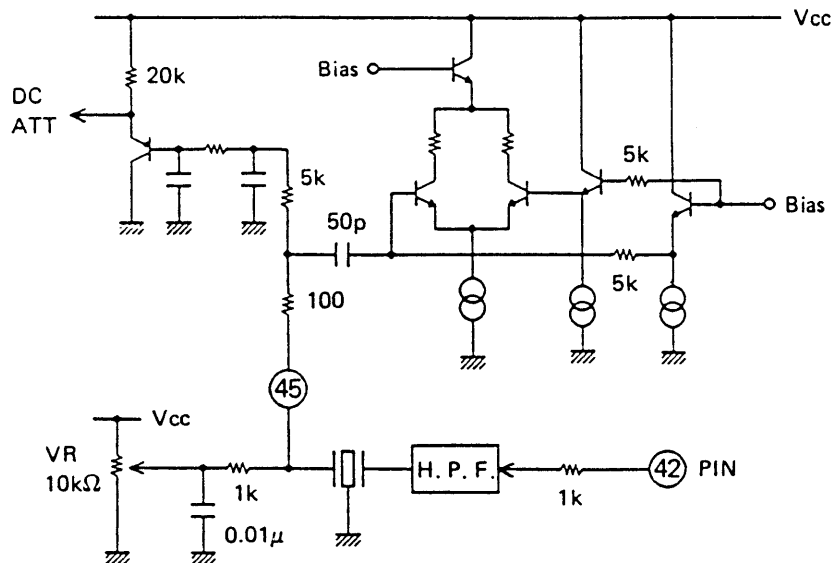 Vcc
20k
Bias
DC
ATT
5k
5k
50p
Bias
100
5k
45
Vcc
VR
10kΩ
1k
0.01μ
H. P. F.
1k
42 PIN